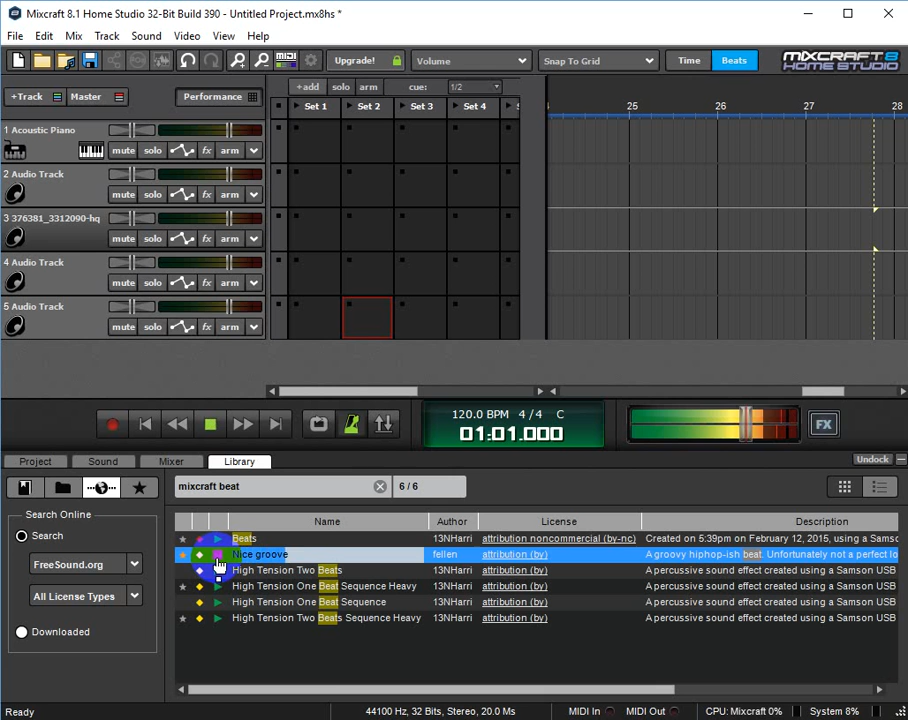 Mixcraft 8.1 Home Studio 32-Bit Build 390 - Untitled Project.mx8hs *
File Edit Mix Track Sound Video View Help
Upgrade! Volume Snap To Grid Time Beats MIXCRAFT 8 HOME STUDIO
+add solo arm cue: 1/2
+Track Master Performance Set 1 Set 2 Set 3 Set 4 25 26 27 28
1 Acoustic Piano
mute solo fx arm
2 Audio Track
mute solo fx arm
3 376381_3312090-hq
mute solo fx arm
4 Audio Track
mute solo fx arm
5 Audio Track
mute solo fx arm
120.0 BPM 4 / 4 C
01:01.000 FX
Project Sound Mixer Library Undock
mixcraft beat 6 / 6
Search Online
Search
FreeSound.org
All License Types
Downloaded
Name Author License Description
Beats 13NHarri attribution noncommercial (by-nc) Created on 5:39pm on February 12, 2015, using a Samson USB
Nice groove fellen attribution (by) A groovy hiphop-ish beat. Unfortunately not a perfect lo
High Tension Two Beats 13NHarri attribution (by) A percussive sound effect created using a Samson USB
High Tension One Beat Sequence Heavy 13NHarri attribution (by) A percussive sound effect created using a Samson USB
High Tension One Beat Sequence 13NHarri attribution (by) A percussive sound effect created using a Samson USB
High Tension Two Beats Sequence Heavy 13NHarri attribution (by) A percussive sound effect created using a Samson USB
Ready 44100 Hz, 32 Bits, Stereo, 20.0 Ms MIDI In MIDI Out CPU: Mixcraft 0% System 8%